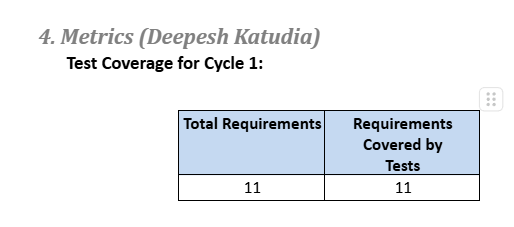 4. Metrics (Deepesh Katudia)
Test Coverage for Cycle 1:
Total Requirements
Requirements
Covered by
Tests
11
11